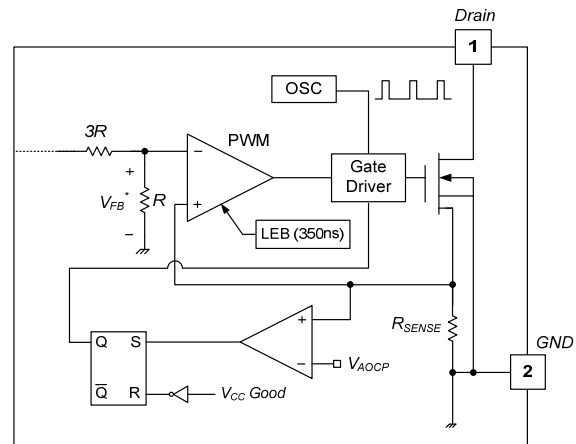 Drain
1
OSC
3R
PWM
Gate
Driver
−
+
+
V_FB*
R
−
LEB (350ns)
R_SENSE
GND
2
+
−
V_AOCP
Q
S
Q̅
R
V_CC Good